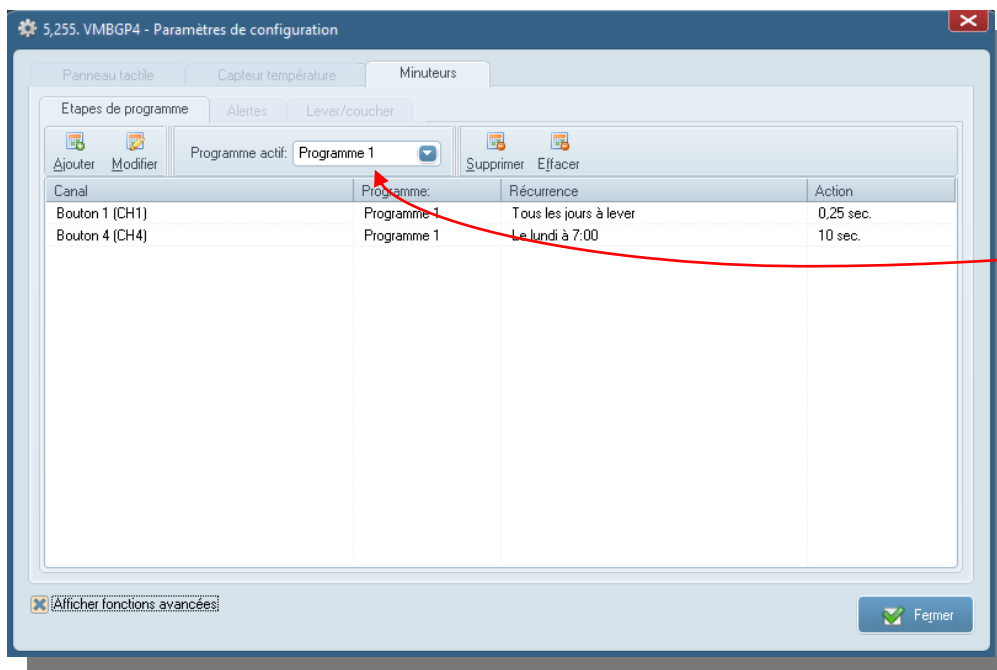 5,255. VMBGP4 - Paramètres de configuration
Panneau tactile Capteur température Minuteurs
Etapes de programme Alertes Lever/coucher
Ajouter Modifier Programme actif: Programme 1 Supprimer Effacer
Canal Programme: Récurrence Action
Bouton 1 (CH1) Programme 1 Tous les jours à lever 0,25 sec.
Bouton 4 (CH4) Programme 1 Le lundi à 7:00 10 sec.
Afficher fonctions avancées
Fermer